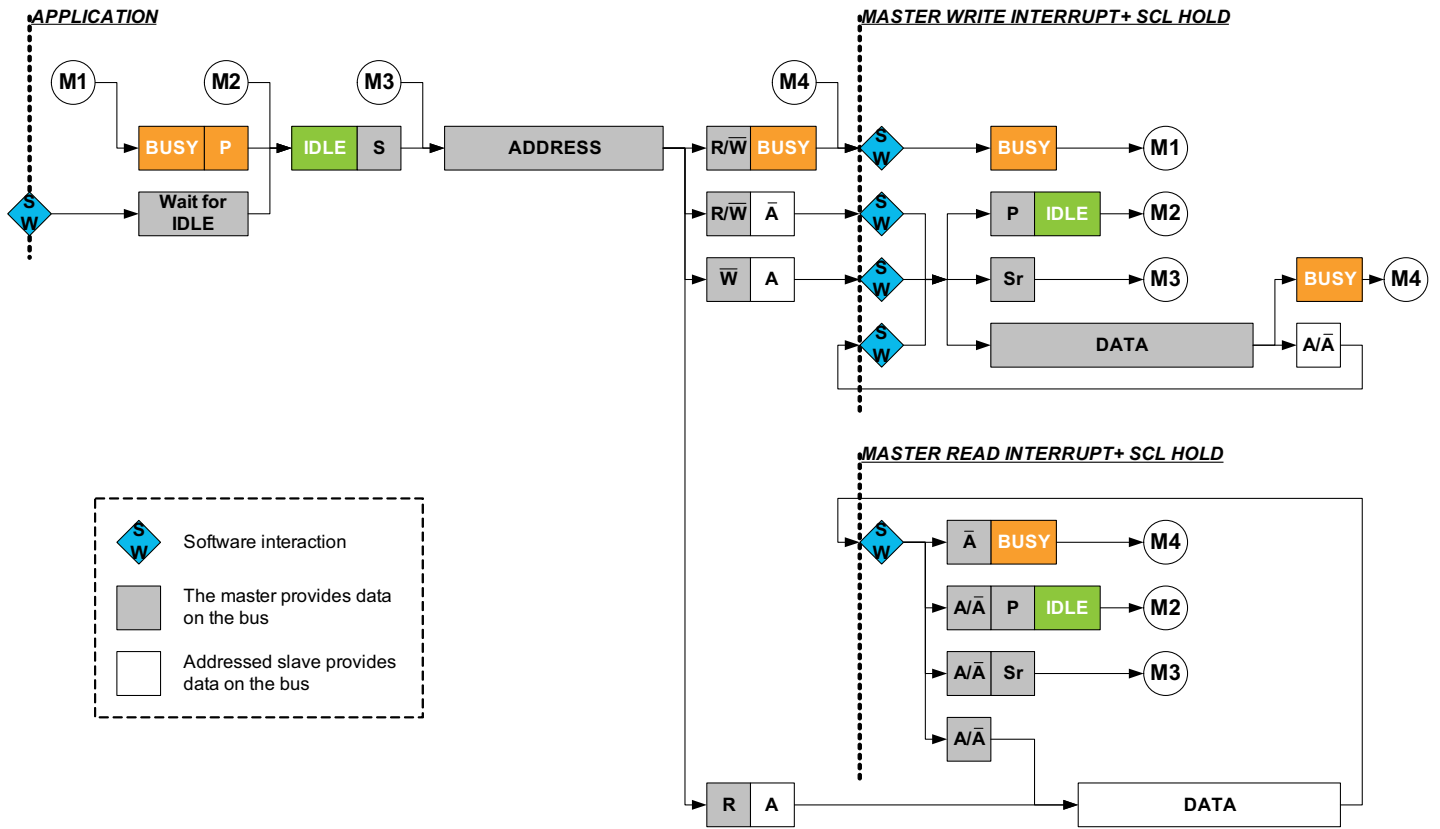 APPLICATION
MASTER WRITE INTERRUPT+ SCL HOLD
M1
M2
M3
M4
BUSY P
IDLE S
ADDRESS
R/W̅ BUSY
S
W
BUSY
M1
S
W
Wait for
IDLE
R/W̅ A̅
S
W
P IDLE
M2
W̅ A
S
W
Sr
M3
BUSY
M4
S
W
DATA
A/A̅
MASTER READ INTERRUPT+ SCL HOLD
S
W
A̅ BUSY
M4
A/A̅ P IDLE
M2
A/A̅ Sr
M3
A/A̅
R A
DATA
S
W
Software interaction
The master provides data
on the bus
Addressed slave provides
data on the bus